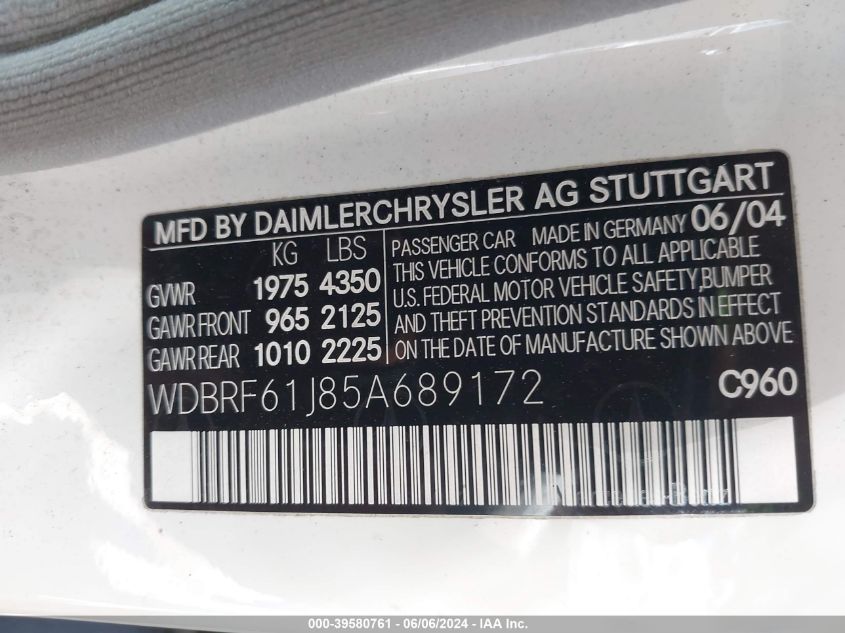 MFD BY DAIMLERCHRYSLER AG STUTTGART
KG LBS
GVWR 1975 4350
GAWR FRONT 965 2125
GAWR REAR 1010 2225
PASSENGER CAR MADE IN GERMANY 06/04
THIS VEHICLE CONFORMS TO ALL APPLICABLE
U.S. FEDERAL MOTOR VEHICLE SAFETY,BUMPER
AND THEFT PREVENTION STANDARDS IN EFFECT
ON THE DATE OF MANUFACTURE SHOWN ABOVE
WDBRF61J85A689172 C960
Mercedes-Benz
000-39580761 - 06/06/2024 - IAA Inc.